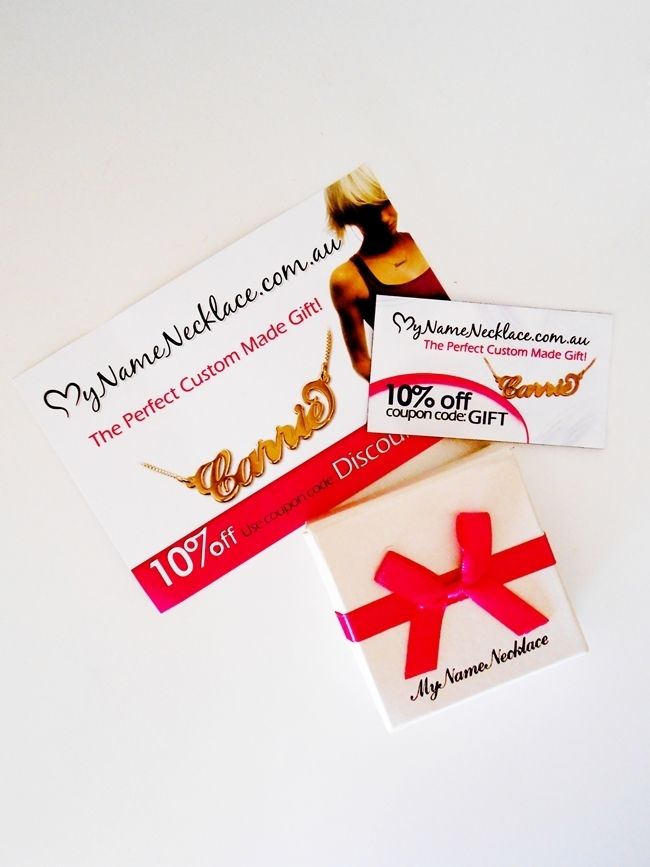 MyNameNecklace.com.au
The Perfect Custom Made Gift!
Carrie
10% off Use coupon code
MyNameNecklace.com.au
The Perfect Custom Made Gift!
Carrie
10% off
coupon code: GIFT
MyNameNecklace